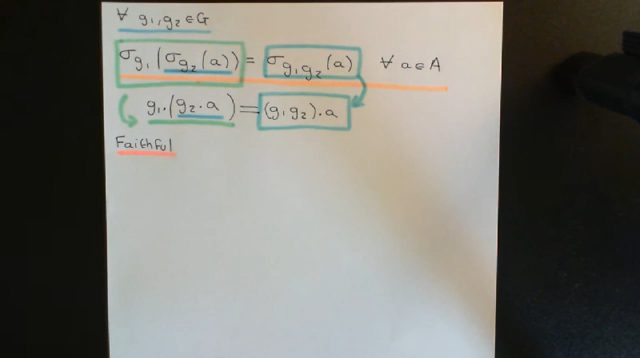 ∀ g₁,g₂∈G
σg₁(σg₂(a)) = σg₁g₂(a) ∀ a∈A
g₁.(g₂.a) = (g₁g₂).a
Faithful